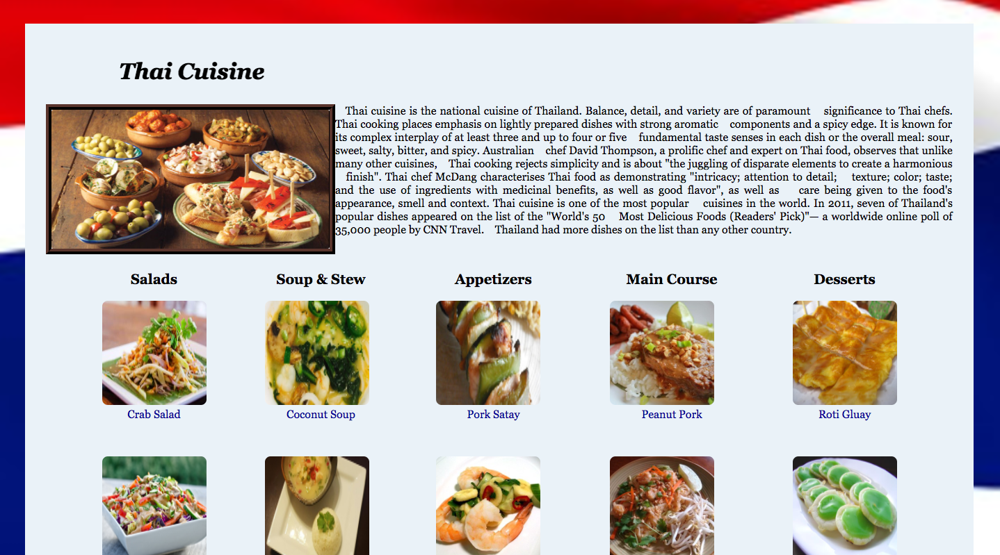 Thai Cuisine
Thai cuisine is the national cuisine of Thailand. Balance, detail, and variety are of paramount significance to Thai chefs.
Thai cooking places emphasis on lightly prepared dishes with strong aromatic components and a spicy edge. It is known for
its complex interplay of at least three and up to four or five fundamental taste senses in each dish or the overall meal: sour,
sweet, salty, bitter, and spicy. Australian chef David Thompson, a prolific chef and expert on Thai food, observes that unlike
many other cuisines, Thai cooking rejects simplicity and is about "the juggling of disparate elements to create a harmonious
finish". Thai chef McDang characterises Thai food as demonstrating "intricacy; attention to detail; texture; color; taste;
and the use of ingredients with medicinal benefits, as well as good flavor", as well as care being given to the food's
appearance, smell and context. Thai cuisine is one of the most popular cuisines in the world. In 2011, seven of Thailand's
popular dishes appeared on the list of the "World's 50 Most Delicious Foods (Readers' Pick)"— a worldwide online poll of
35,000 people by CNN Travel. Thailand had more dishes on the list than any other country.
Salads Soup & Stew Appetizers Main Course Desserts
Crab Salad Coconut Soup Pork Satay Peanut Pork Roti Gluay